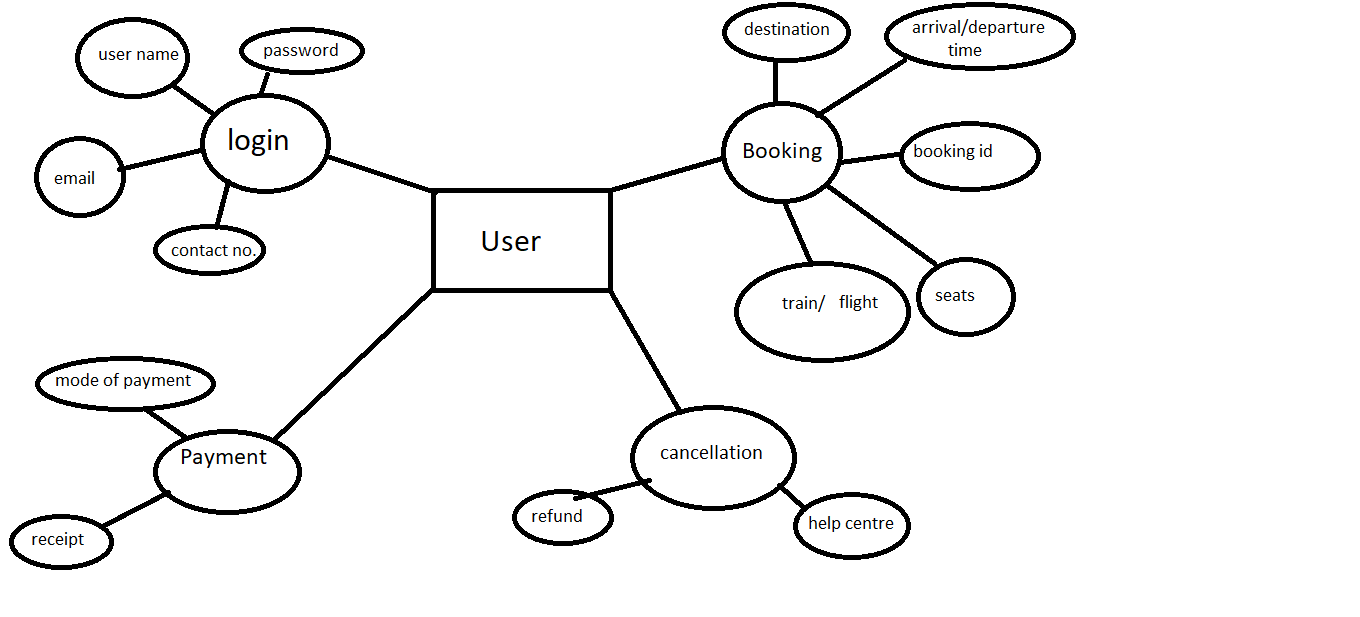 user name
password
login
email
contact no.
destination
arrival/departure
time
Booking
booking id
train/ flight
seats
User
mode of payment
Payment
receipt
cancellation
refund
help centre